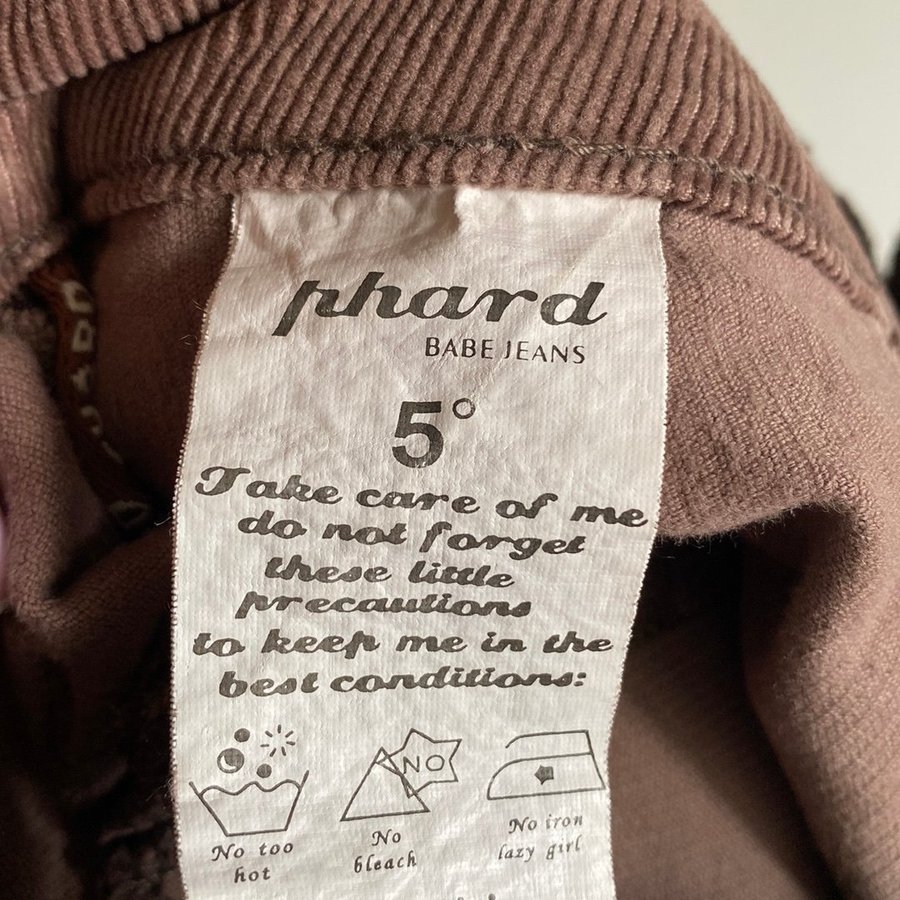 phard
BABE JEANS
5°
Take care of me
do not forget
these little
precautions
to keep me in the
best conditions:
NO
No too
hot
No
bleach
No iron
lazy girl